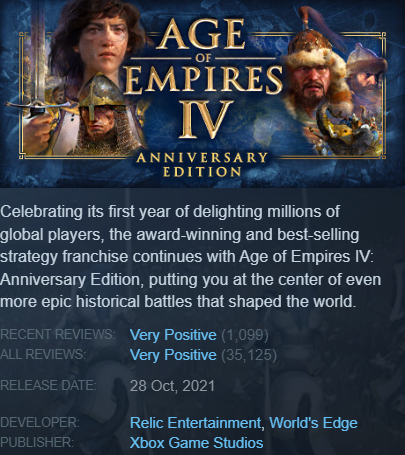 AGE
OF
EMPIRES
IV
ANNIVERSARY
EDITION
Celebrating its first year of delighting millions of
global players, the award-winning and best-selling
strategy franchise continues with Age of Empires IV:
Anniversary Edition, putting you at the center of even
more epic historical battles that shaped the world.
RECENT REVIEWS: Very Positive (1,099)
ALL REVIEWS: Very Positive (35,125)
RELEASE DATE: 28 Oct, 2021
DEVELOPER: Relic Entertainment, World's Edge
PUBLISHER: Xbox Game Studios